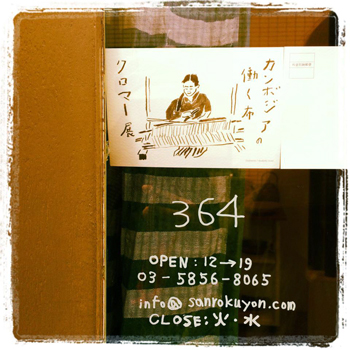 カンボジアの
働く布
クロマー展
364
OPEN: 12→19
03-5856-8065
info@sanrokuyon.com
CLOSE: 火・水